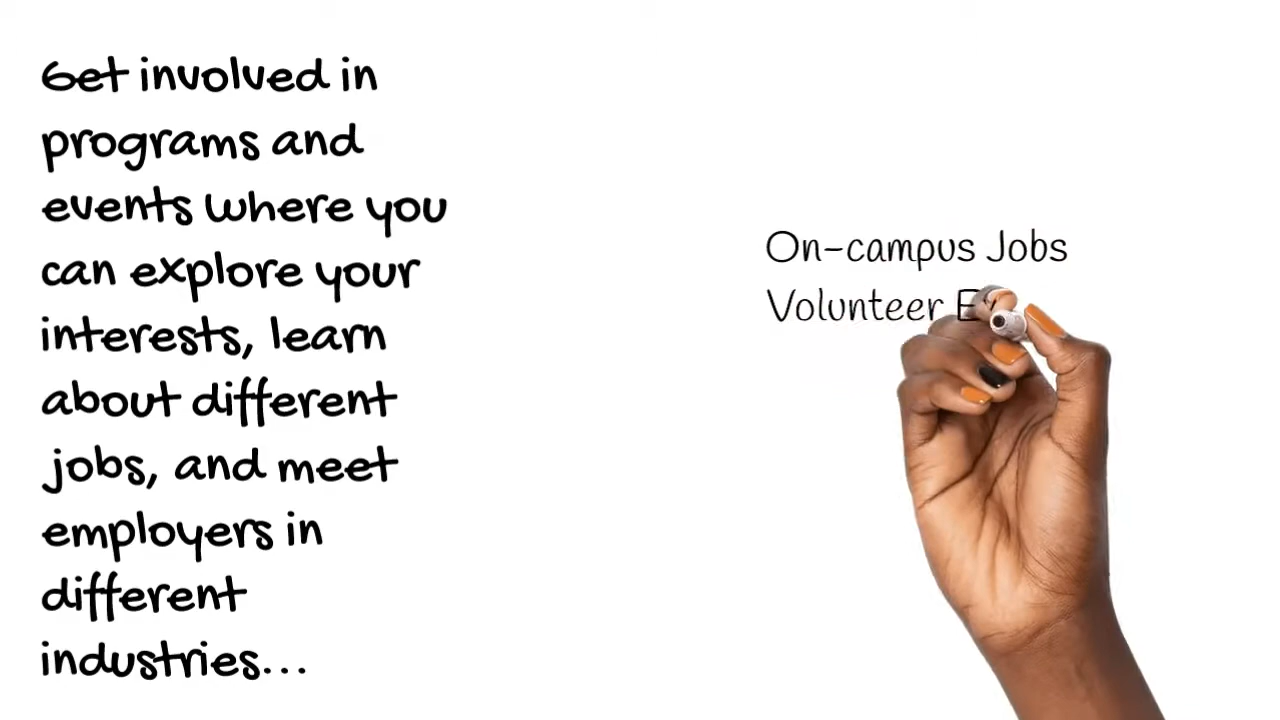 Get involved in
programs and
events where you
can explore your
interests, learn
about different
jobs, and meet
employers in
different
industries...
On-campus Jobs
Volunteer